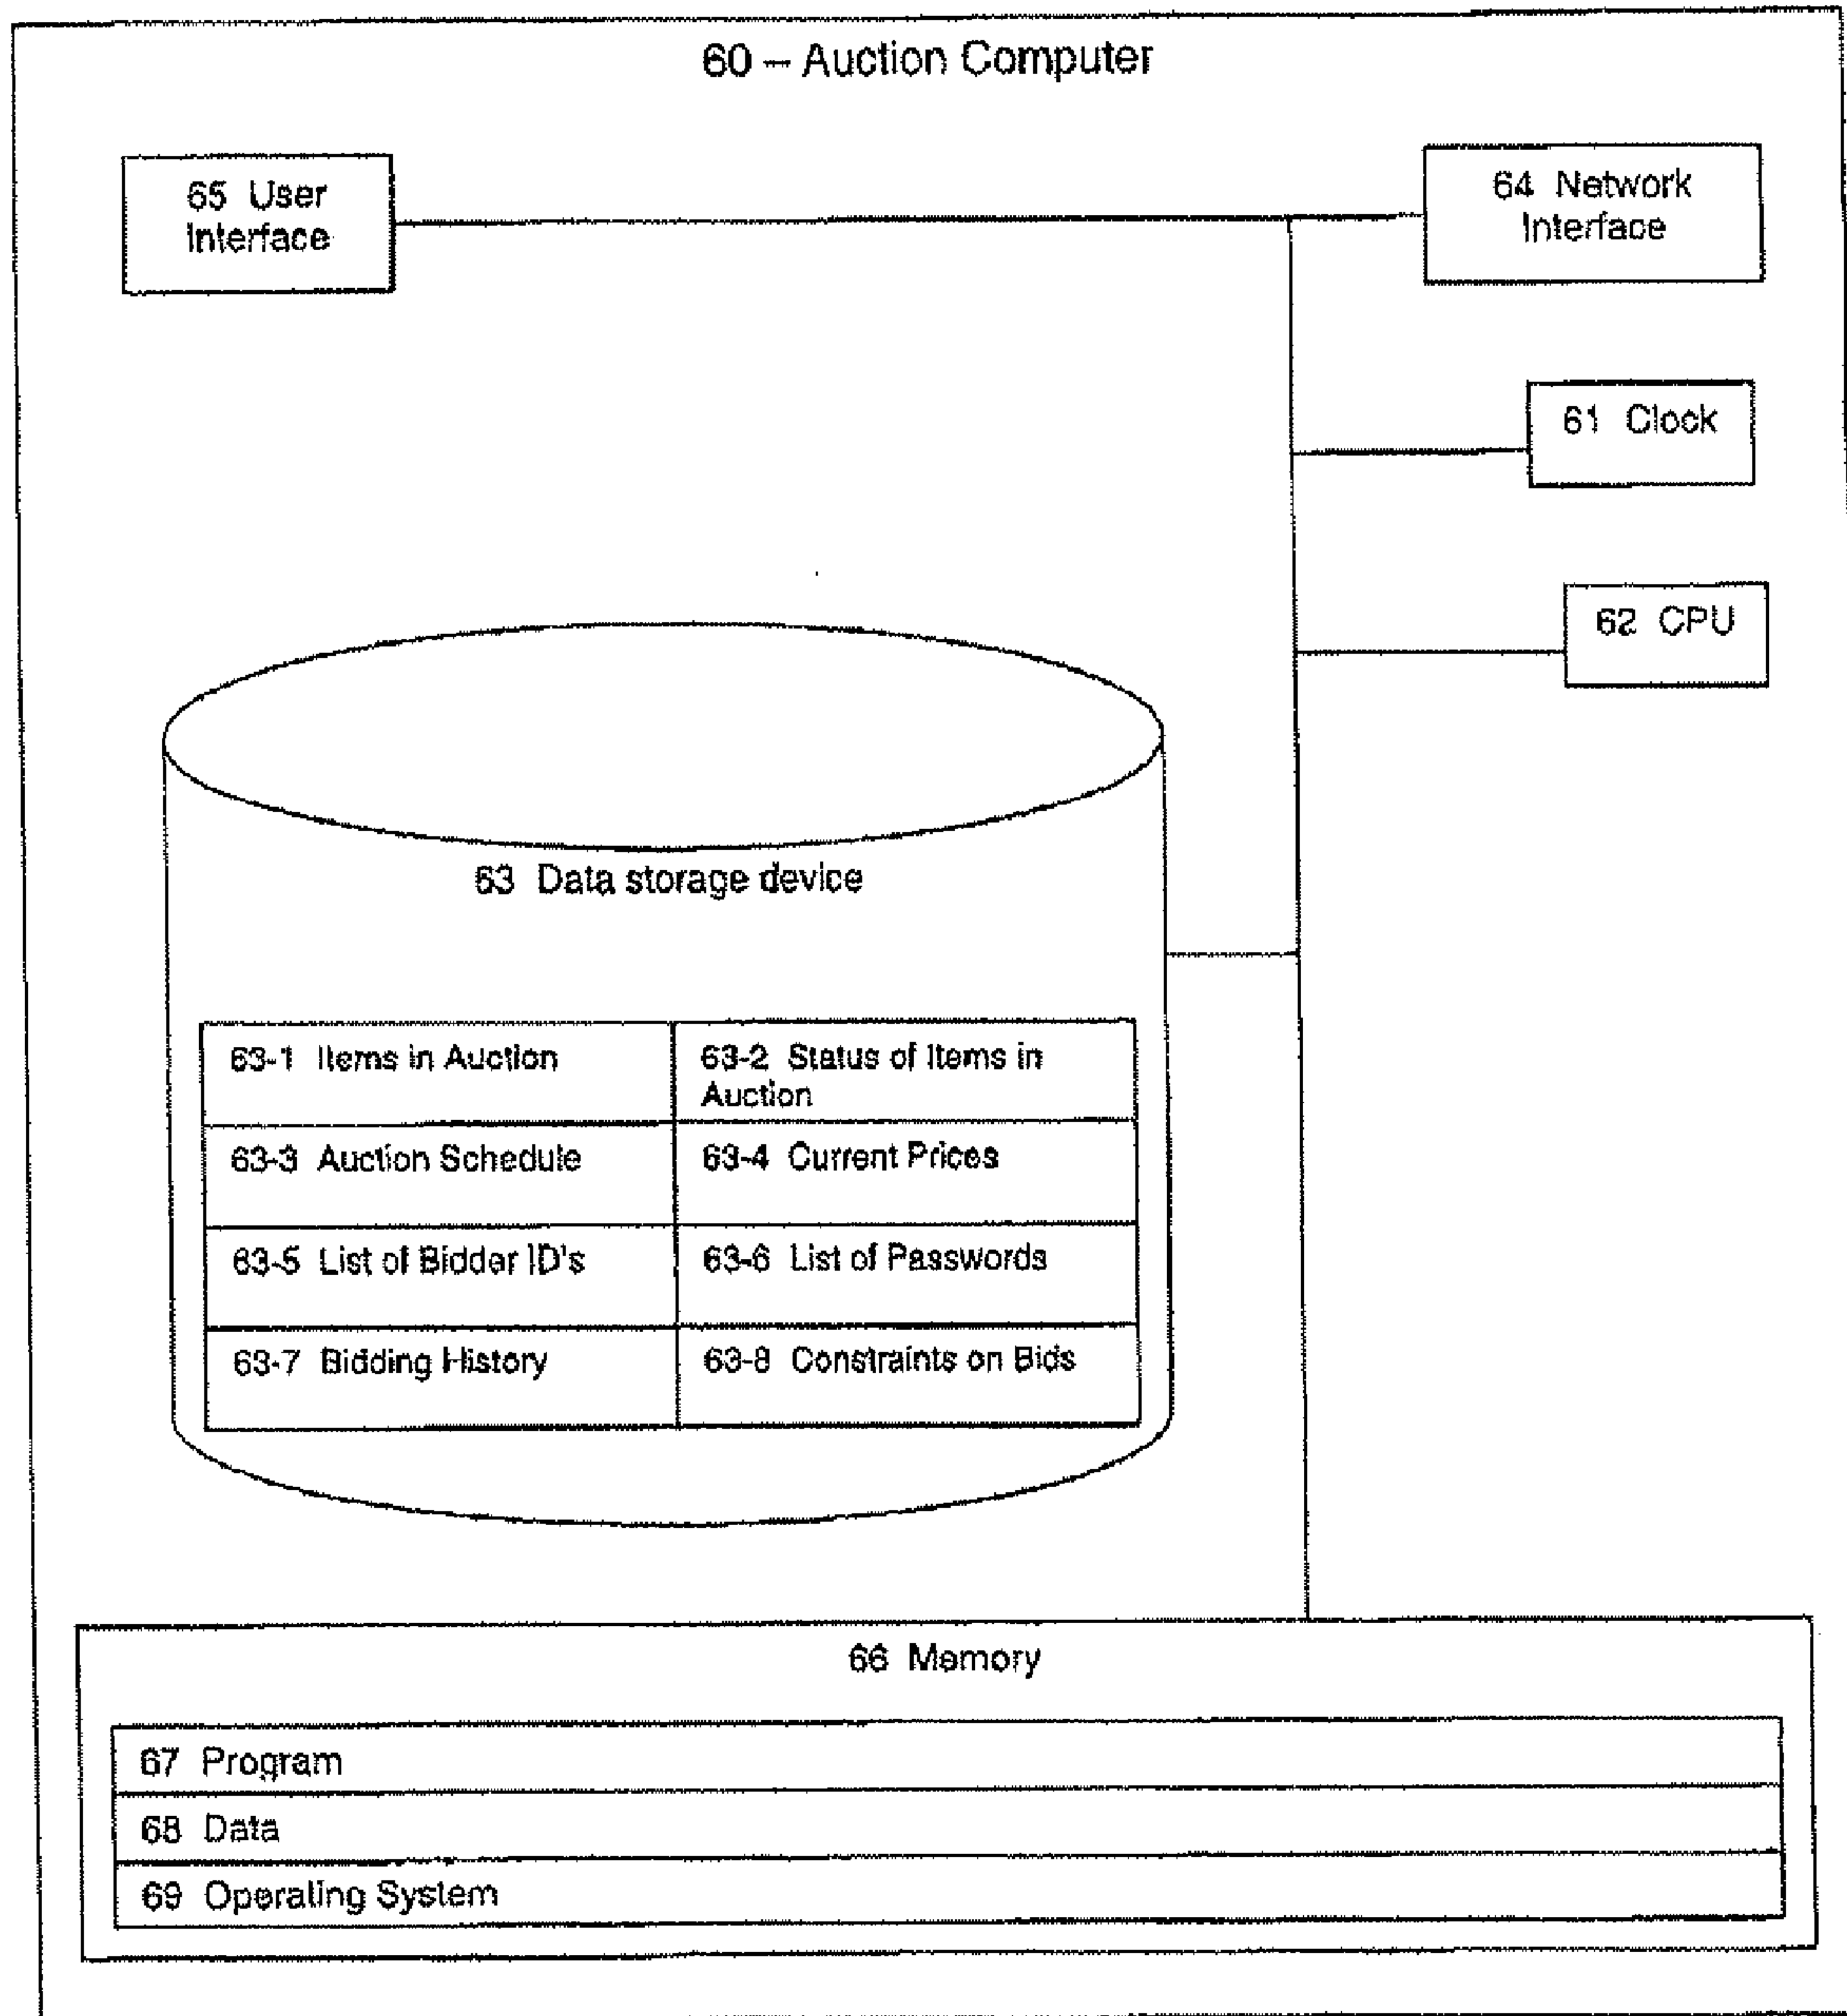 60 – Auction Computer
65 User
Interface
64 Network
Interface
61 Clock
62 CPU
63 Data storage device
63-1 Items in Auction
63-2 Status of Items in
Auction
63-3 Auction Schedule
63-4 Current Prices
63-5 List of Bidder ID's
63-6 List of Passwords
63-7 Bidding History
63-8 Constraints on Bids
66 Memory
67 Program
68 Data
69 Operating System